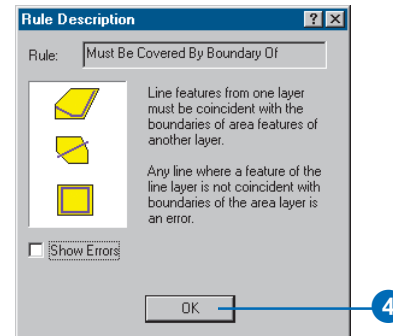 Rule Description
? X
Rule: Must Be Covered By Boundary Of
Line features from one layer
must be coincident with the
boundaries of area features of
another layer.
Any line where a feature of the
line layer is not coincident with
boundaries of the area layer is
an error.
Show Errors
OK
4